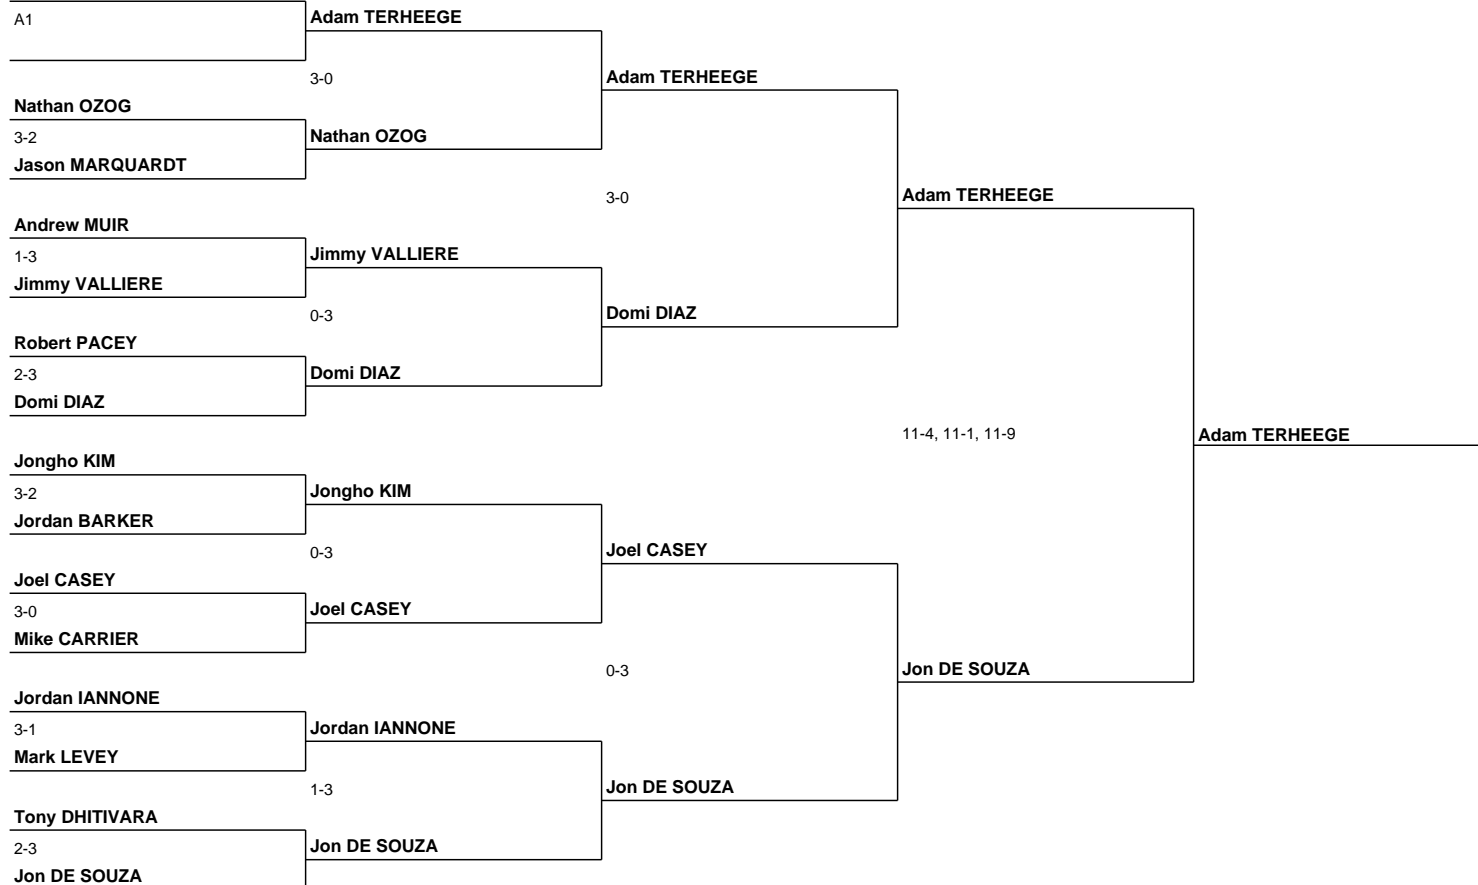 A1
Adam TERHEEGE
3-0
Adam TERHEEGE
Nathan OZOG
3-2
Nathan OZOG
Jason MARQUARDT
3-0
Adam TERHEEGE
Andrew MUIR
1-3
Jimmy VALLIERE
Jimmy VALLIERE
0-3
Domi DIAZ
Robert PACEY
2-3
Domi DIAZ
Domi DIAZ
11-4, 11-1, 11-9
Adam TERHEEGE
Jongho KIM
3-2
Jongho KIM
Jordan BARKER
0-3
Joel CASEY
Joel CASEY
3-0
Joel CASEY
Mike CARRIER
0-3
Jon DE SOUZA
Jordan IANNONE
3-1
Jordan IANNONE
Mark LEVEY
1-3
Jon DE SOUZA
Tony DHITIVARA
2-3
Jon DE SOUZA
Jon DE SOUZA